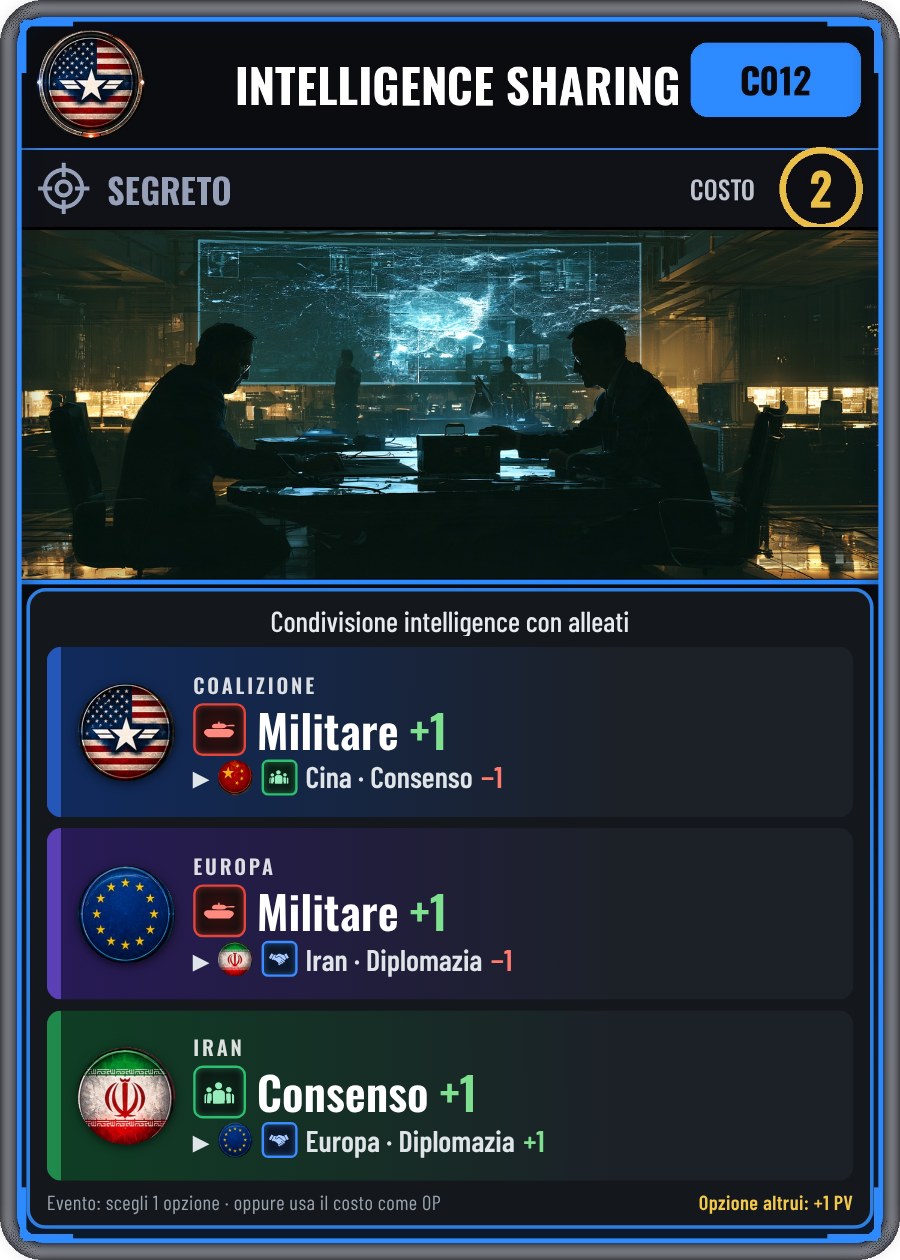 INTELLIGENCE SHARING
C012
SEGRETO
COSTO
2
Condivisione intelligence con alleati
COALIZIONE
Militare +1
▶ Cina · Consenso −1
EUROPA
Militare +1
▶ Iran · Diplomazia −1
IRAN
Consenso +1
▶ Europa · Diplomazia +1
Evento: scegli 1 opzione · oppure usa il costo come OP
Opzione altrui: +1 PV